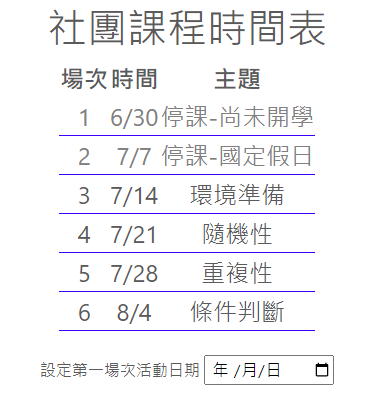 社團課程時間表
場次 時間 主題
1 6/30 停課-尚未開學
2 7/7 停課-國定假日
3 7/14 環境準備
4 7/21 隨機性
5 7/28 重複性
6 8/4 條件判斷
設定第一場次活動日期 年 /月/日